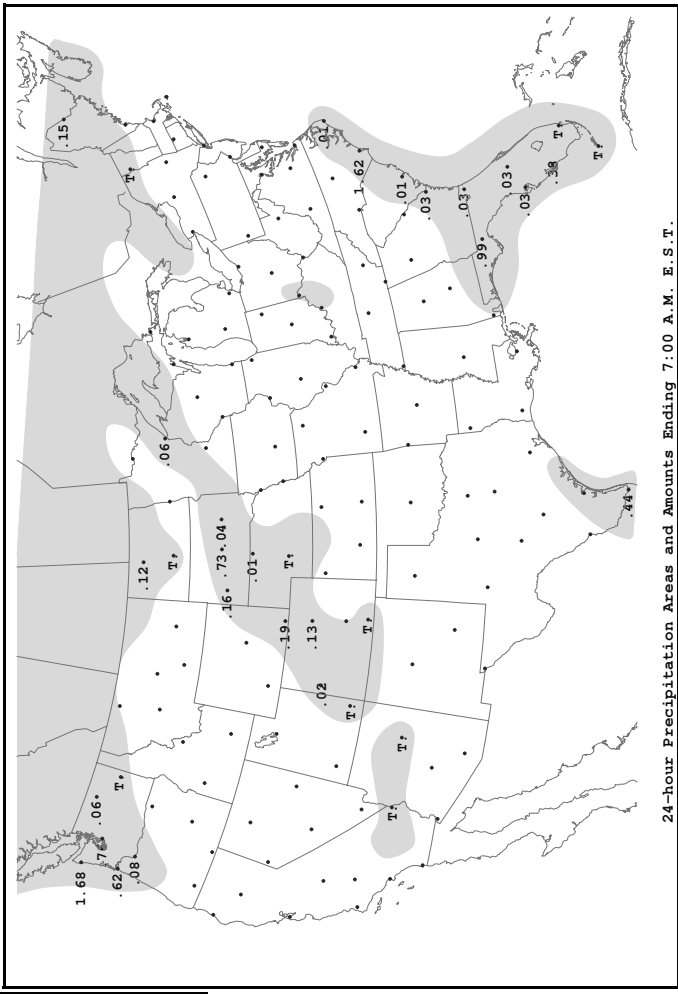 .15
1.68
.06
.62
T
T
.08
.12
.06
T
.73 .04
.16
.01
.19
T
.13
.02
.01
T
1.62
T
T
.01
T
.03
.03
.99
.03
.03
.38
T
T
.44
24-hour Precipitation Areas and Amounts Ending 7:00 A.M. E.S.T.